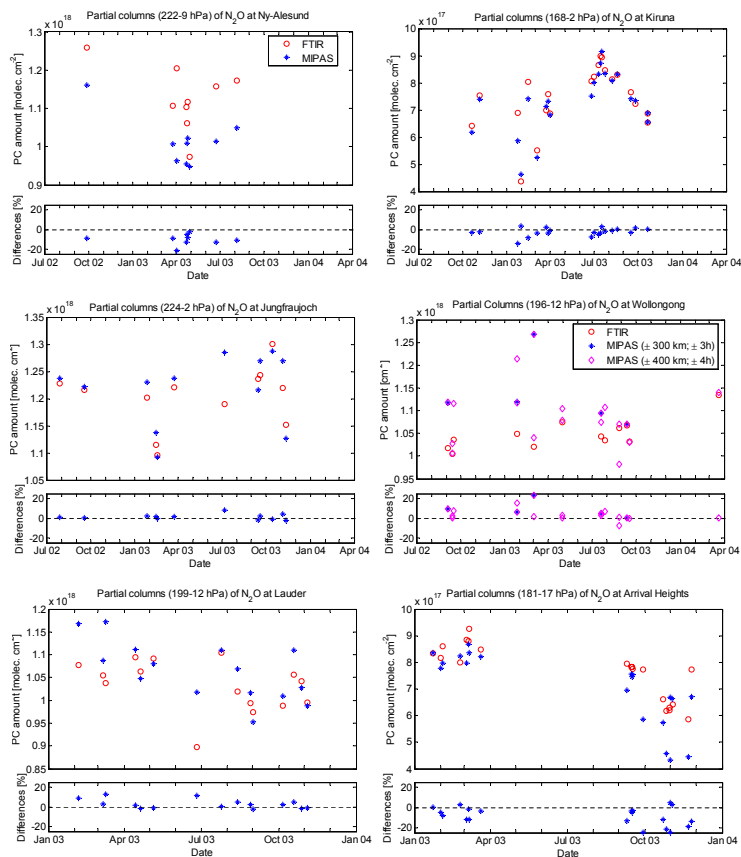 Partial columns (222-9 hPa) of N2O at Ny-Alesund
x 10^18
1.3
1.2
1.1
1
0.9
PC amount [molec. cm-2]
FTIR
MIPAS
20
0
-20
Differences [%]
Jul 02 Oct 02 Jan 03 Apr 03 Jul 03 Oct 03 Jan 04 Apr 04
Date
Partial columns (168-2 hPa) of N2O at Kiruna
x 10^17
10
9
8
7
6
5
4
PC amount [molec. cm-2]
20
0
-20
Differences [%]
Jul 02 Oct 02 Jan 03 Apr 03 Jul 03 Oct 03 Jan 04 Apr 04
Date
Partial columns (224-2 hPa) of N2O at Jungfraujoch
x 10^18
1.35
1.3
1.25
1.2
1.15
1.1
1.05
PC amount [molec. cm-2]
20
0
-20
Differences [%]
Jul 02 Oct 02 Jan 03 Apr 03 Jul 03 Oct 03 Jan 04 Apr 04
Date
Partial Columns (196-12 hPa) of N2O at Wollongong
x 10^18
1.3
1.2
1.15
1.1
1.05
1
0.95
PC amount [cm-2]
FTIR
MIPAS (± 300 km; ± 3h)
MIPAS (± 400 km; ± 4h)
20
0
-20
Differences [%]
Jul 02 Oct 02 Jan 03 Apr 03 Jul 03 Oct 03 Jan 04 Apr 04
Date
Partial columns (199-12 hPa) of N2O at Lauder
x 10^18
1.2
1.15
1.1
1.05
1
0.95
0.9
0.85
PC amount [molec. cm-2]
20
0
-20
Differences [%]
Jan 03 Apr 03 Jul 03 Oct 03 Jan 04
Date
Partial columns (181-17 hPa) of N2O at Arrival Heights
x 10^17
10
9
8
7
6
5
4
PC amount [molec. cm-2]
20
0
-20
Differences [%]
Jan 03 Apr 03 Jul 03 Oct 03 Jan 04
Date